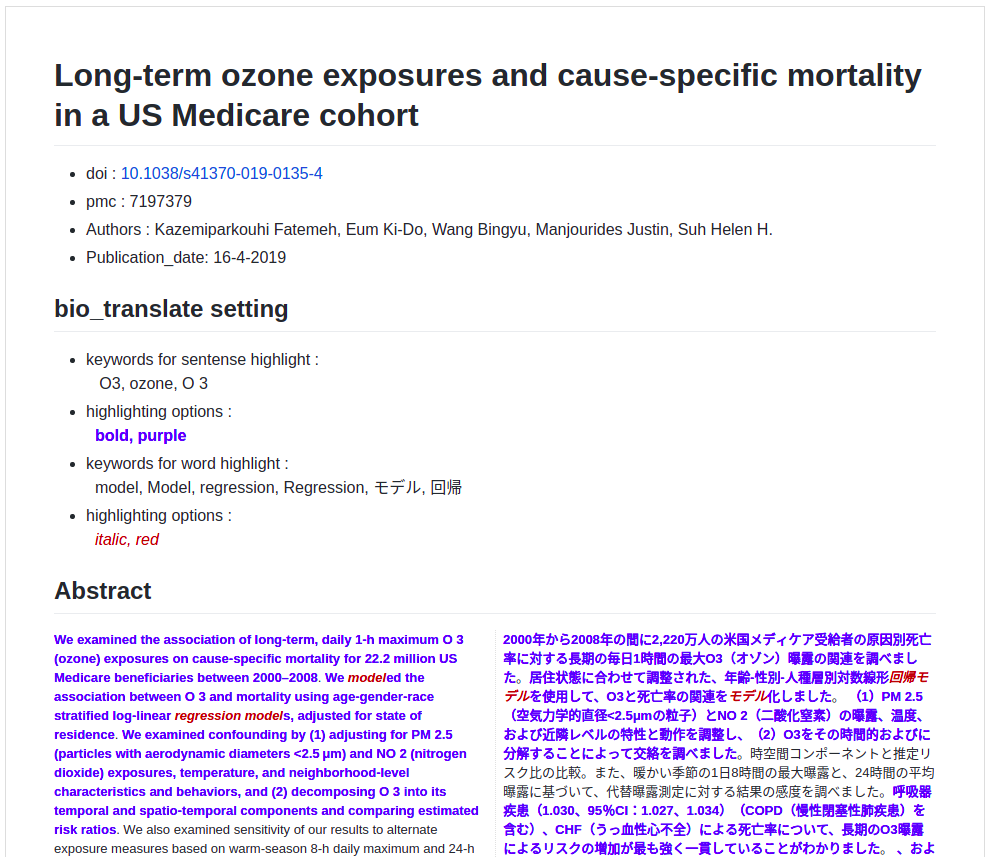 Long-term ozone exposures and cause-specific mortality
in a US Medicare cohort
doi : 10.1038/s41370-019-0135-4
pmc : 7197379
Authors : Kazemiparkouhi Fatemeh, Eum Ki-Do, Wang Bingyu, Manjourides Justin, Suh Helen H.
Publication_date: 16-4-2019
bio_translate setting
keywords for sentense highlight :
O3, ozone, O 3
highlighting options :
bold, purple
keywords for word highlight :
model, Model, regression, Regression, モデル, 回帰
highlighting options :
italic, red
Abstract
We examined the association of long-term, daily 1-h maximum O 3
(ozone) exposures on cause-specific mortality for 22.2 million US
Medicare beneficiaries between 2000–2008. We modeled the
association between O 3 and mortality using age-gender-race
stratified log-linear regression models, adjusted for state of
residence. We examined confounding by (1) adjusting for PM 2.5
(particles with aerodynamic diameters <2.5 μm) and NO 2 (nitrogen
dioxide) exposures, temperature, and neighborhood-level
characteristics and behaviors, and (2) decomposing O 3 into its
temporal and spatio-temporal components and comparing estimated
risk ratios. We also examined sensitivity of our results to alternate
exposure measures based on warm-season 8-h daily maximum and 24-h
2000年から2008年の間に2,220万人の米国メディケア受給者の原因別死亡
率に対する長期の毎日1時間の最大O3（オゾン）曝露の関連を調べまし
た。居住状態に合わせて調整された、年齢-性別-人種層別対数線形回帰モ
デルを使用して、O3と死亡率の関連をモデル化しました。（1）PM 2.5
（空気力学的直径<2.5μmの粒子）とNO 2（二酸化窒素）の曝露、温度、
および近隣レベルの特性と動作を調整し、（2）O3をその時間的およびに
分解することによって交絡を調べました。時空間コンポーネントと推定リ
スク比の比較。また、暖かい季節の1日8時間の最大曝露と、24時間の平均
曝露に基づいて、代替曝露測定に対する結果の感度を調べました。呼吸器
疾患（1.030、95％CI：1.027、1.034）（COPD（慢性閉塞性肺疾患）を
含む）、CHF（うっ血性心不全）による死亡率について、長期のO3曝露
によるリスクの増加が最も強く一貫していることがわかりました。 、およ